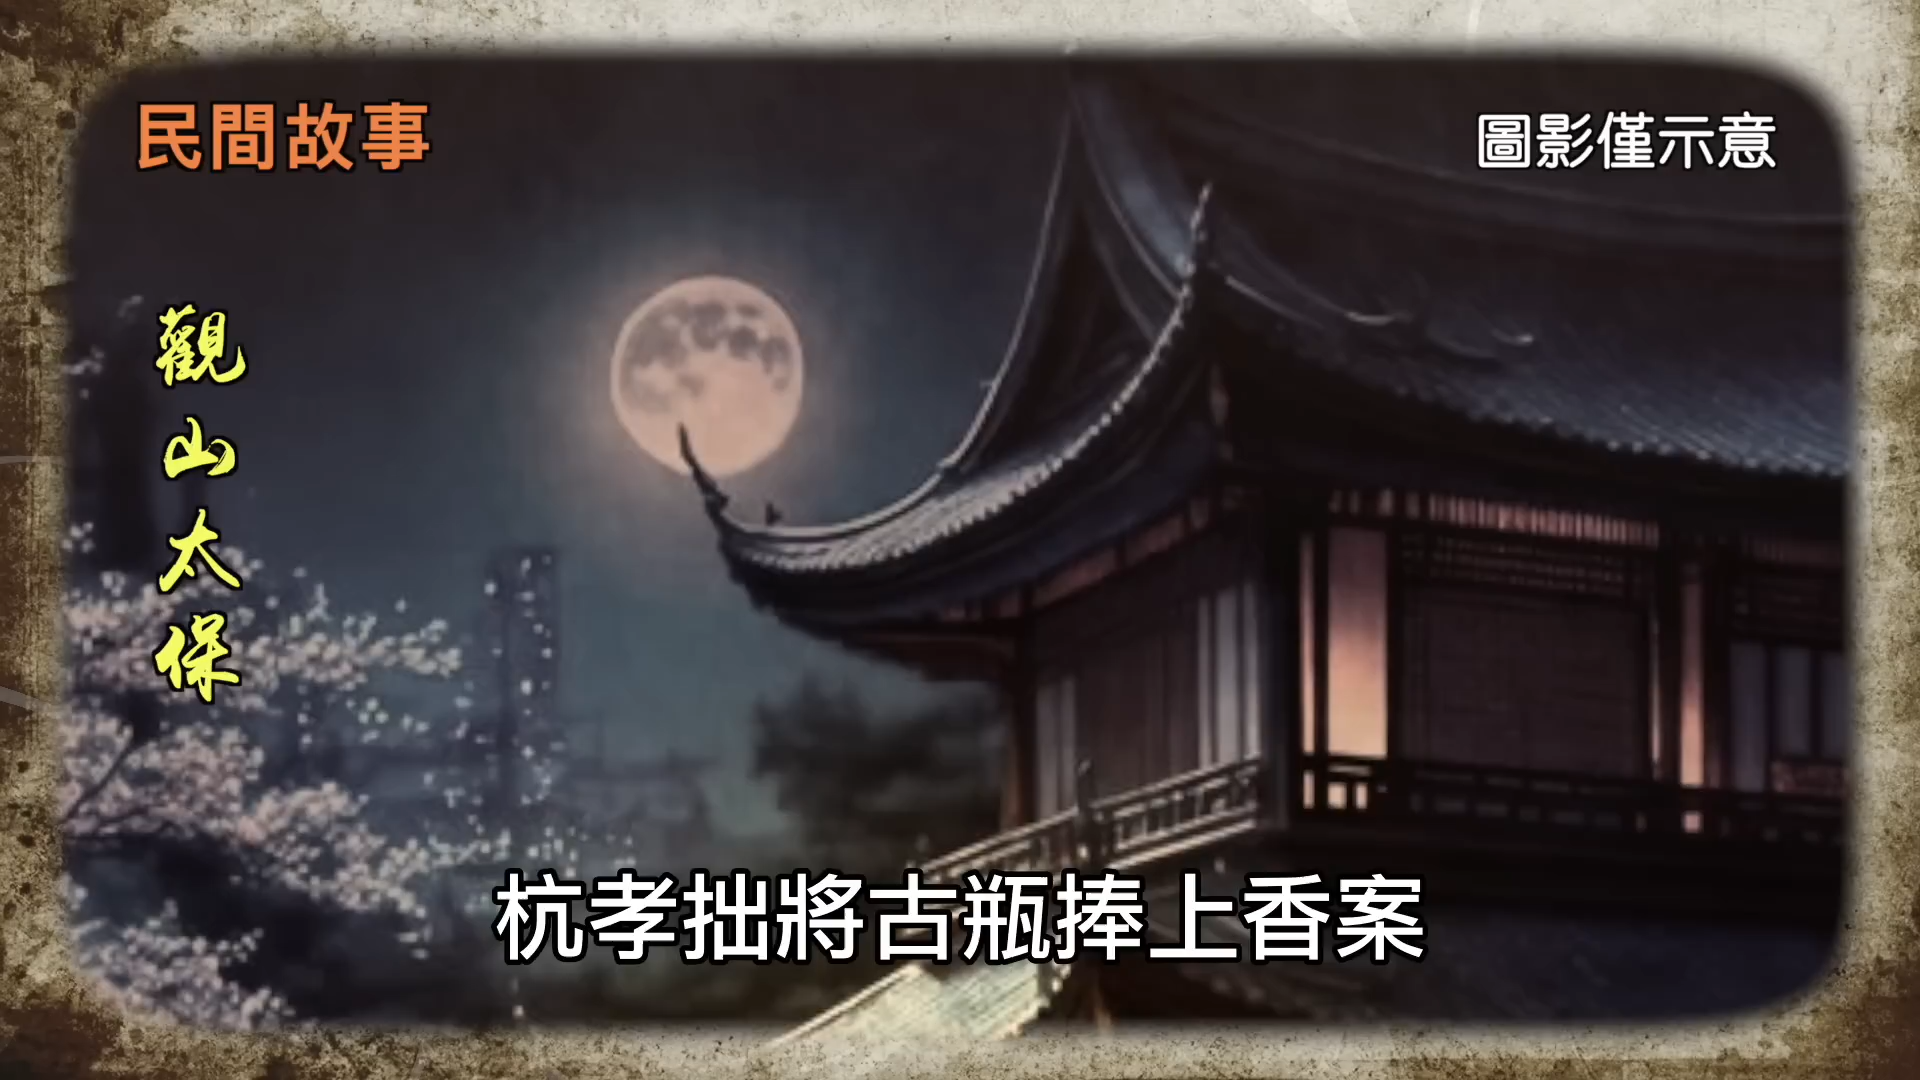 民間故事
圖影僅示意
觀山太保
杭孝拙將古瓶捧上香案